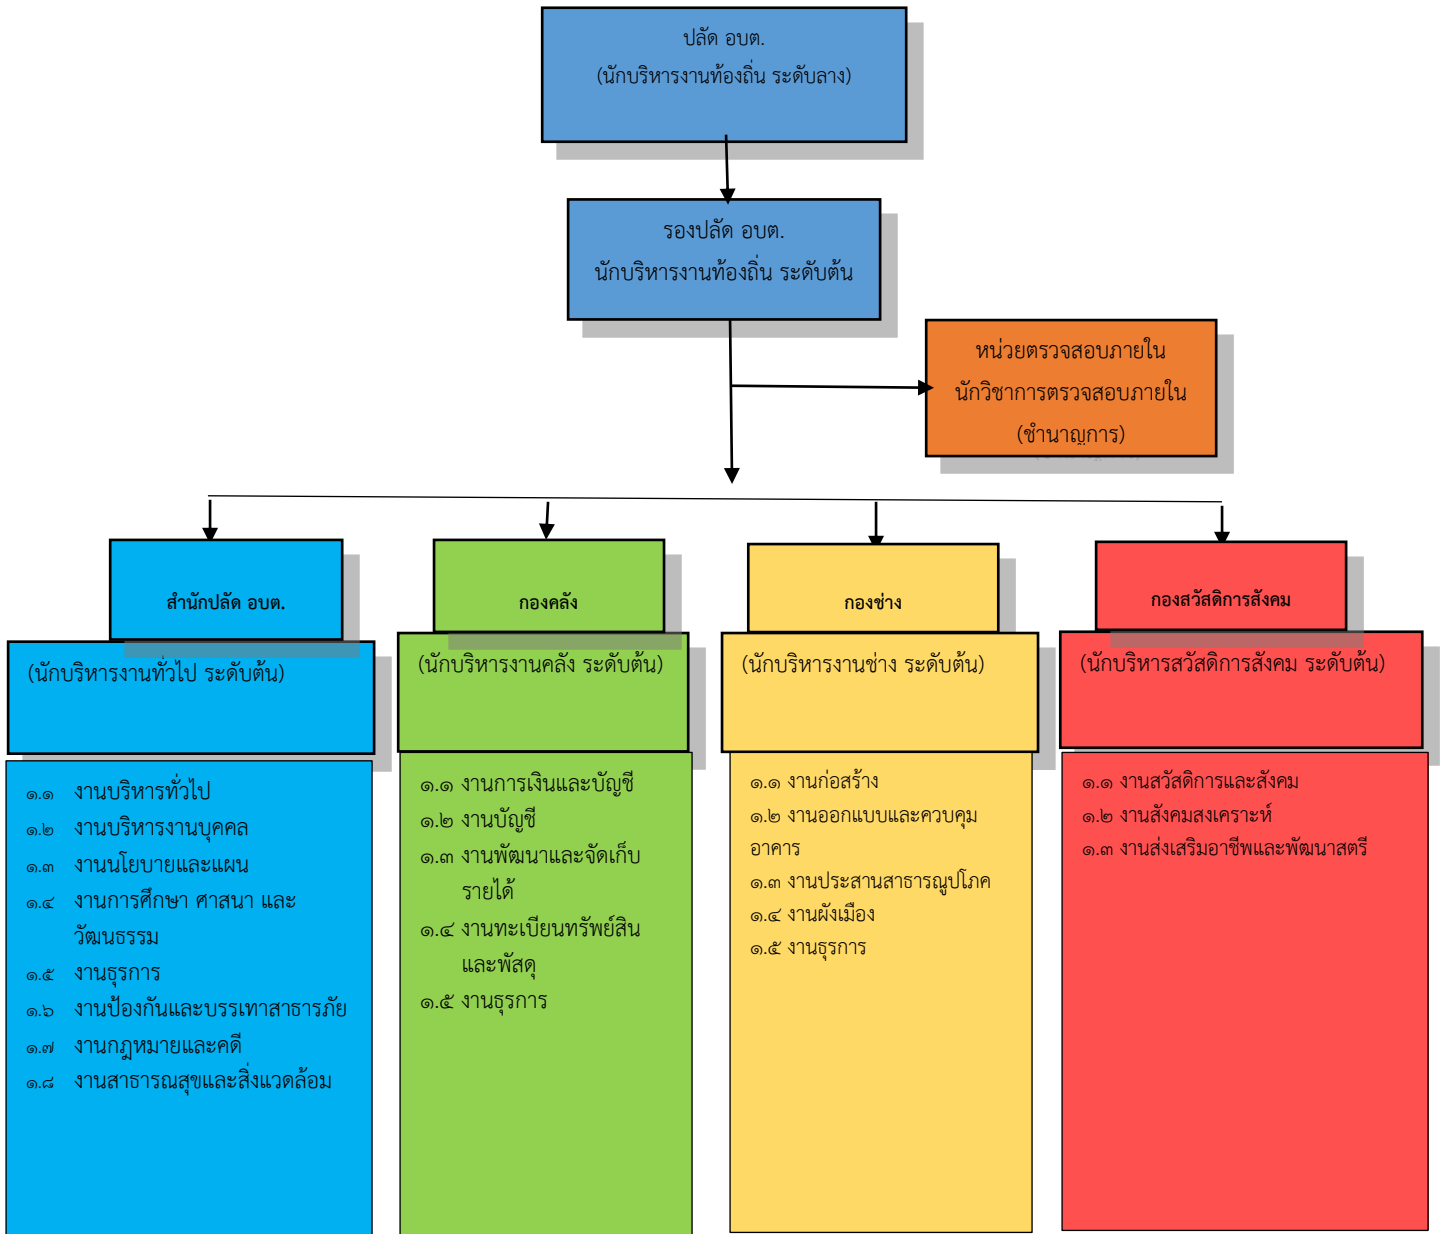 ปลัด อบต.
(นักบริหารงานท้องถิ่น ระดับลาง)
รองปลัด อบต.
นักบริหารงานท้องถิ่น ระดับต้น
หน่วยตรวจสอบภายใน
นักวิชาการตรวจสอบภายใน
(ชำนาญการ)
สำนักปลัด อบต.
(นักบริหารงานทั่วไป ระดับต้น)
๑.๑ งานบริหารทั่วไป
๑.๒ งานบริหารงานบุคคล
๑.๓ งานนโยบายและแผน
๑.๔ งานการศึกษา ศาสนา และ
วัฒนธรรม
๑.๕ งานธุรการ
๑.๖ งานป้องกันและบรรเทาสาธารภัย
๑.๗ งานกฎหมายและคดี
๑.๘ งานสาธารณสุขและสิ่งแวดล้อม
กองคลัง
(นักบริหารงานคลัง ระดับต้น)
๑.๑ งานการเงินและบัญชี
๑.๒ งานบัญชี
๑.๓ งานพัฒนาและจัดเก็บ
รายได้
๑.๔ งานทะเบียนทรัพย์สิน
และพัสดุ
๑.๕ งานธุรการ
กองช่าง
(นักบริหารงานช่าง ระดับต้น)
๑.๑ งานก่อสร้าง
๑.๒ งานออกแบบและควบคุม
อาคาร
๑.๓ งานประสานสาธารณูปโภค
๑.๔ งานผังเมือง
๑.๕ งานธุรการ
กองสวัสดิการสังคม
(นักบริหารสวัสดิการสังคม ระดับต้น)
๑.๑ งานสวัสดิการและสังคม
๑.๒ งานสังคมสงเคราะห์
๑.๓ งานส่งเสริมอาชีพและพัฒนาสตรี